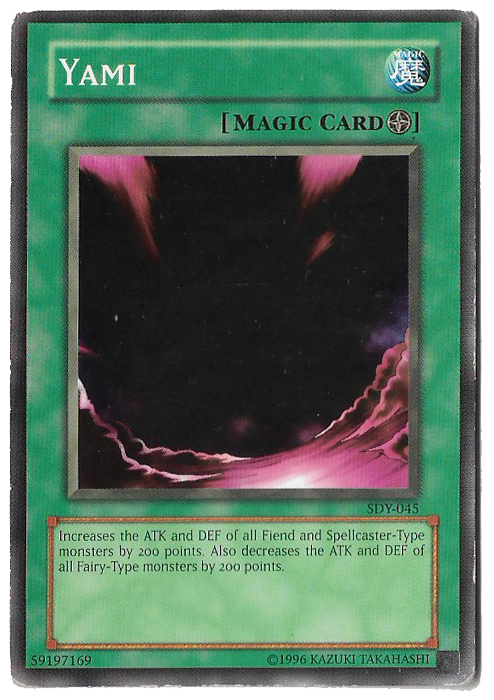 YAMI
MAGIC
魔
[MAGIC CARD]
SDY-045
Increases the ATK and DEF of all Fiend and Spellcaster-Type
monsters by 200 points. Also decreases the ATK and DEF of
all Fairy-Type monsters by 200 points.
59197169
©1996 KAZUKI TAKAHASHI